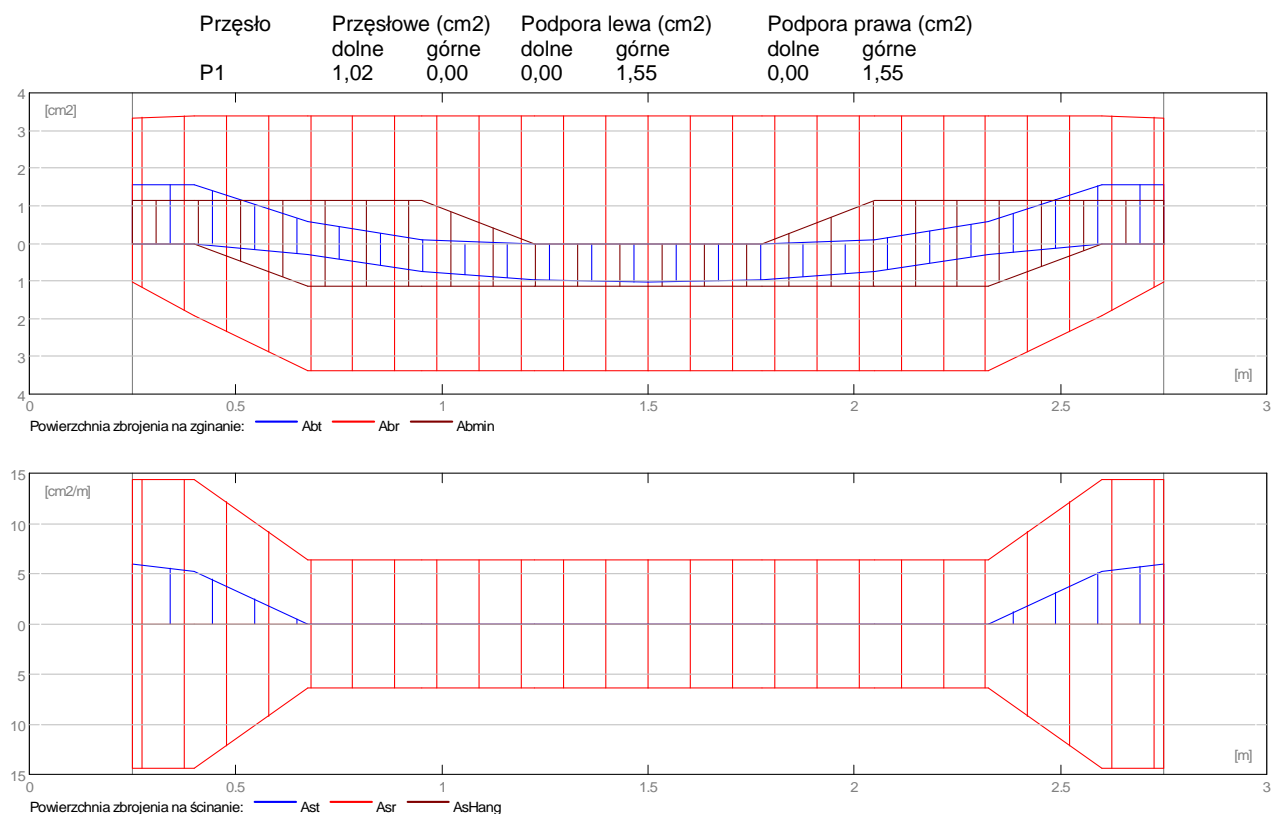 Przęsło Przęsłowe (cm2) Podpora lewa (cm2) Podpora prawa (cm2)
dolne górne dolne górne dolne górne
P1 1,02 0,00 0,00 1,55 0,00 1,55
4
[cm2]
3
2
1
0
1
2
3
4
[m]
0 0.5 1 1.5 2 2.5 3
Powierzchnia zbrojenia na zginanie: Abt Abr Abmin
15
[cm2/m]
10
5
0
5
10
15
[m]
0 0.5 1 1.5 2 2.5 3
Powierzchnia zbrojenia na ścinanie: Ast Asr AsHang